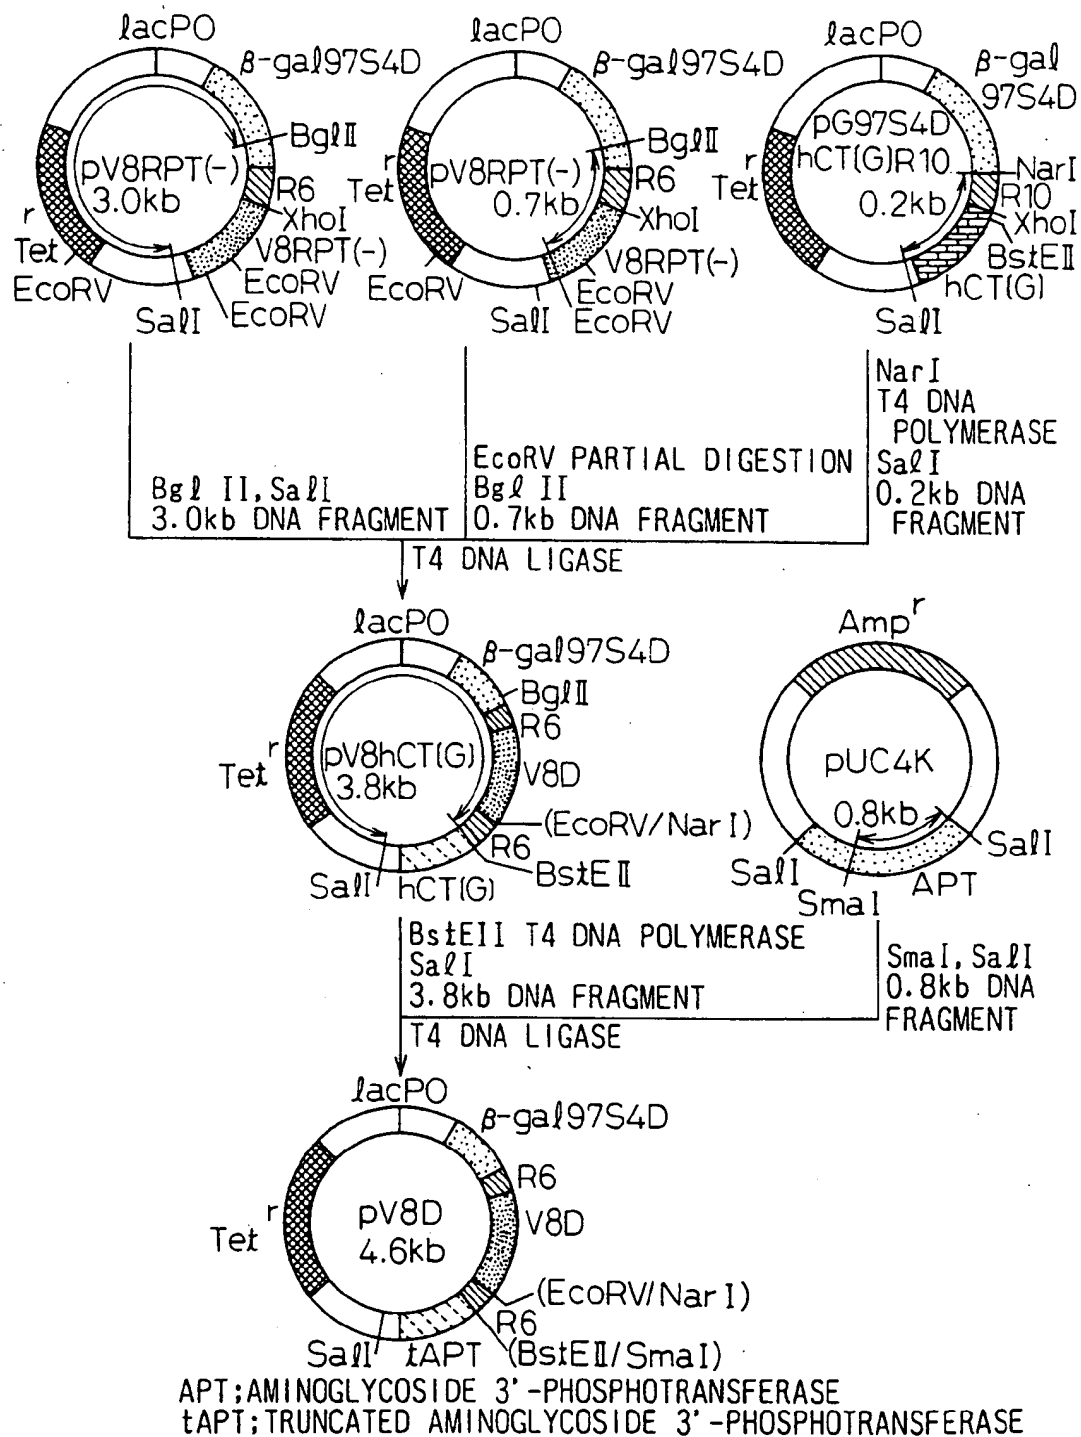 lacPO
β-gal97S4D
BglII
R6
XhoI
V8RPT(-)
EcoRV
EcoRV
SalI
EcoRV
Tet r
pV8RPT(-)
3.0kb
lacPO
β-gal97S4D
BglII
R6
XhoI
V8RPT(-)
EcoRV
EcoRV
SalI
EcoRV
Tet r
pV8RPT(-)
0.7kb
lacPO
β-gal
97S4D
NarI
R10
XhoI
BstEII
hCT(G)
SalI
Tet r
pG97S4D
hCT(G)R10
0.2kb
Bgl II, SalI
3.0kb DNA FRAGMENT
EcoRV PARTIAL DIGESTION
Bgl II
0.7kb DNA FRAGMENT
NarI
T4 DNA
POLYMERASE
SalI
0.2kb DNA
FRAGMENT
T4 DNA LIGASE
lacPO
β-gal97S4D
BglII
R6
V8D
(EcoRV/NarI)
R6
BstEII
hCT(G)
SalI
Tet r
pV8hCT(G)
3.8kb
Amp r
pUC4K
0.8kb
SalI
SalI
SmaI
APT
BstEII T4 DNA POLYMERASE
SalI
3.8kb DNA FRAGMENT
SmaI, SalI
0.8kb DNA
FRAGMENT
T4 DNA LIGASE
lacPO
β-gal97S4D
R6
V8D
(EcoRV/NarI)
R6
(BstEII/SmaI)
tAPT
SalI
Tet r
pV8D
4.6kb
APT;AMINOGLYCOSIDE 3'-PHOSPHOTRANSFERASE
tAPT;TRUNCATED AMINOGLYCOSIDE 3'-PHOSPHOTRANSFERASE